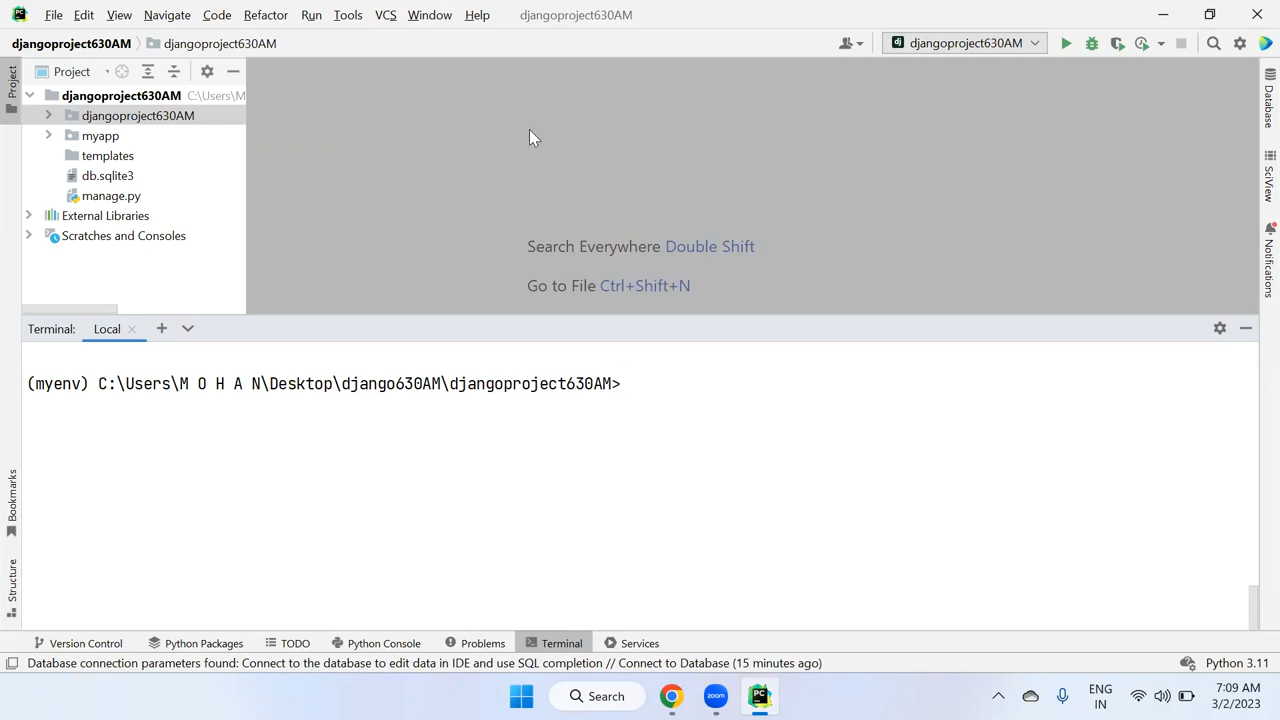 File Edit View Navigate Code Refactor Run Tools VCS Window Help djangoproject630AM
djangoproject630AM djangoproject630AM
djangoproject630AM
Project
Project
djangoproject630AM C:\Users\M
djangoproject630AM
myapp
templates
db.sqlite3
manage.py
External Libraries
Scratches and Consoles
Search Everywhere Double Shift
Go to File Ctrl+Shift+N
Database
SciView
Notifications
Terminal: Local
(myenv) C:\Users\M O H A N\Desktop\django630AM\djangoproject630AM>
Bookmarks
Structure
Version Control Python Packages TODO Python Console Problems Terminal Services
Database connection parameters found: Connect to the database to edit data in IDE and use SQL completion // Connect to Database (15 minutes ago) Python 3.11
Search
zoom
PC
ENG
IN
7:09 AM
3/2/2023